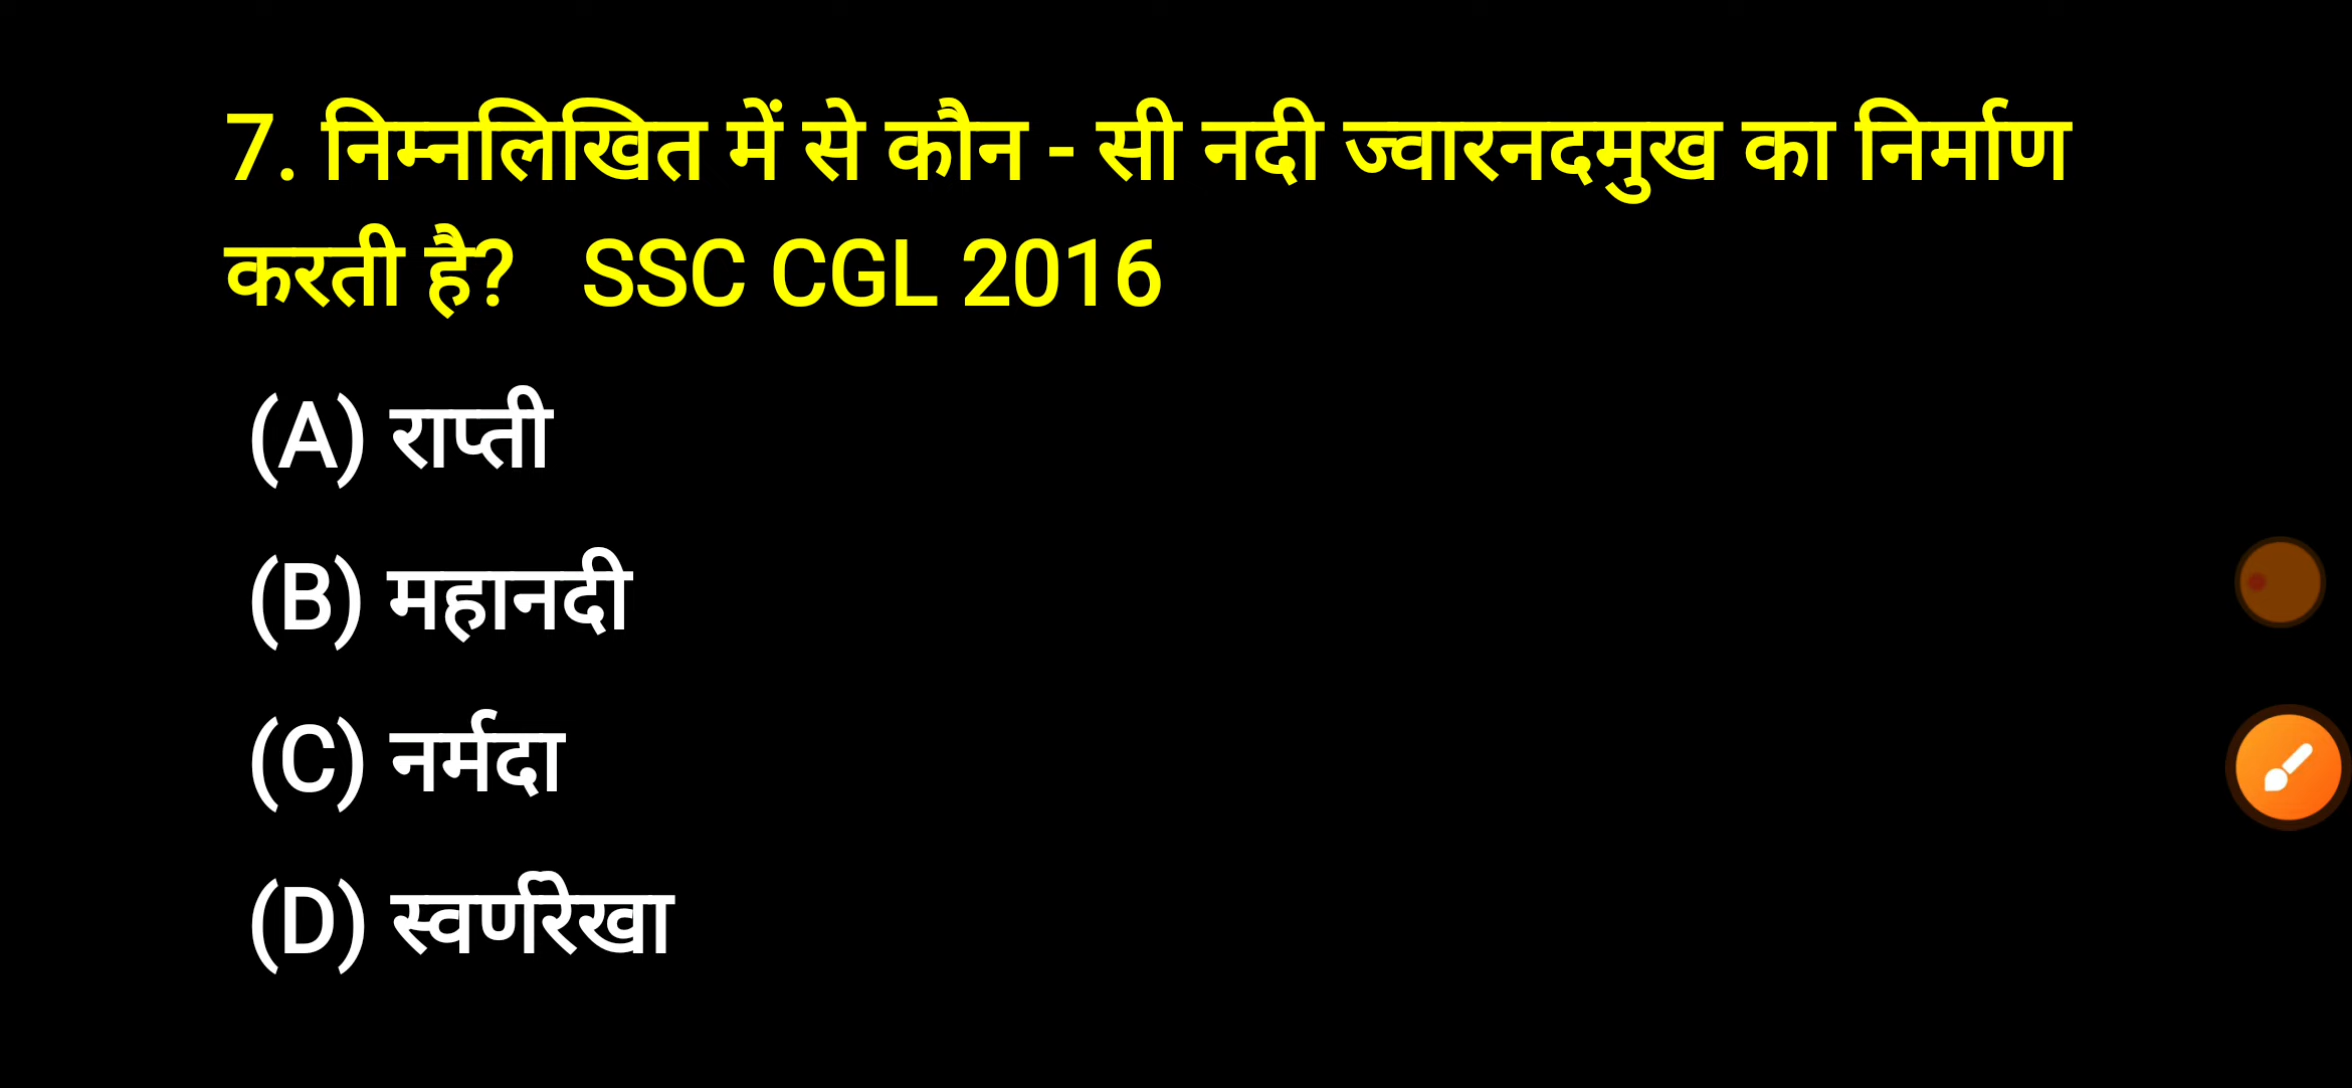 7. निम्नलिखित में से कौन - सी नदी ज्वारनदमुख का निर्माण
करती है? SSC CGL 2016
(A) राप्ती
(B) महानदी
(C) नर्मदा
(D) स्वर्णरेखा